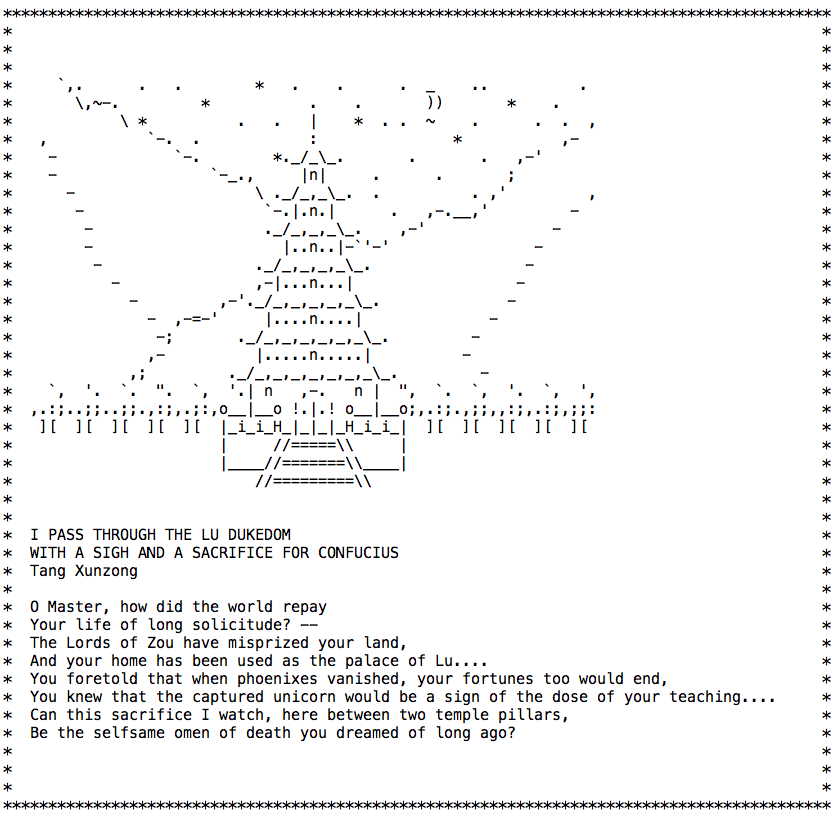 I PASS THROUGH THE LU DUKEDOM
WITH A SIGH AND A SACRIFICE FOR CONFUCIUS
Tang Xunzong
O Master, how did the world repay
Your life of long solicitude? --
The Lords of Zou have misprized your land,
And your home has been used as the palace of Lu....
You foretold that when phoenixes vanished, your fortunes too would end,
You knew that the captured unicorn would be a sign of the dose of your teaching....
Can this sacrifice I watch, here between two temple pillars,
Be the selfsame omen of death you dreamed of long ago?